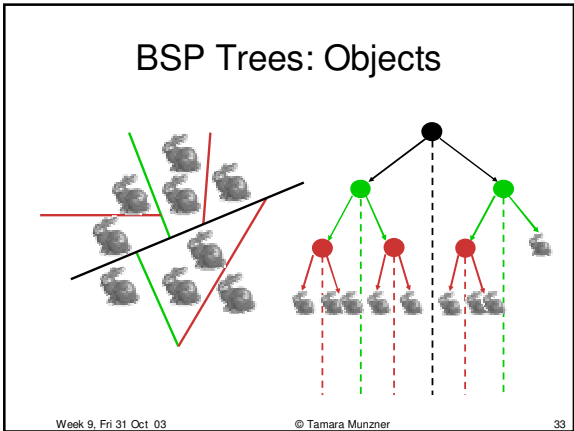 BSP Trees: Objects
Week 9, Fri 31 Oct 03
© Tamara Munzner
33